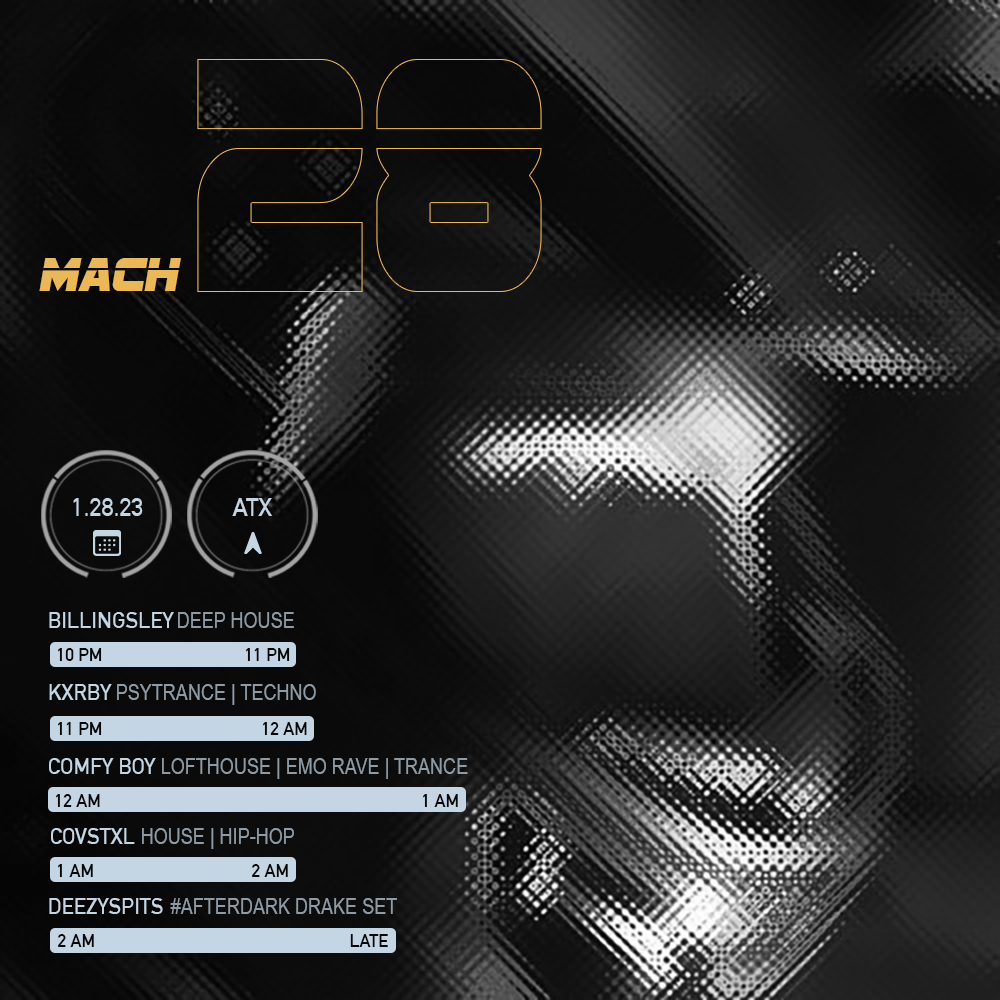 28
MACH
1.28.23
ATX
BILLINGSLEY DEEP HOUSE
10 PM 11 PM
KXRBY PSYTRANCE | TECHNO
11 PM 12 AM
COMFY BOY LOFTHOUSE | EMO RAVE | TRANCE
12 AM 1 AM
COVSTXL HOUSE | HIP-HOP
1 AM 2 AM
DEEZYSPITS #AFTERDARK DRAKE SET
2 AM LATE